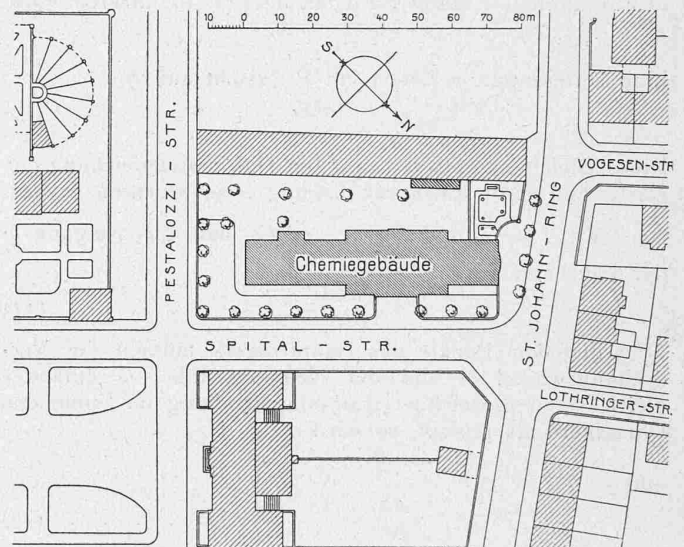 10 0 10 20 30 40 50 60 70 80m
S
N
PESTALOZZI - STR.
VOGESEN-STR
ST. JOHANN - RING
Chemiegebäude
SPITAL - STR.
LOTHRINGER-STR.